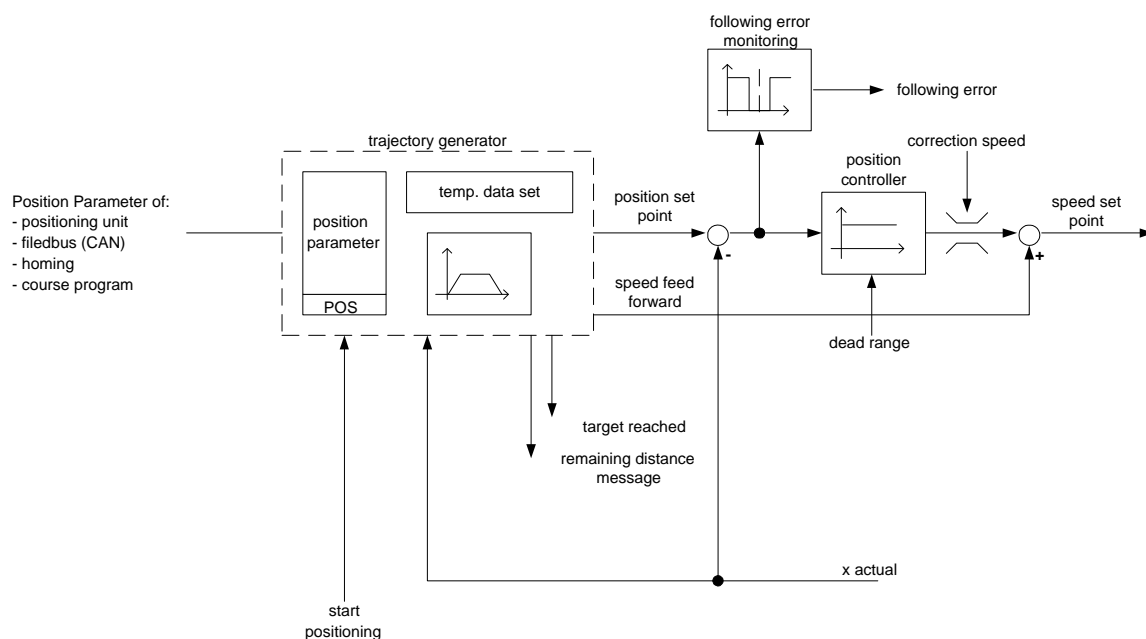 following error
monitoring
following error
trajectory generator
correction speed
position
controller
temp. data set
Position Parameter of:
- positioning unit
- filedbus (CAN)
- homing
- course program
position
parameter
POS
position set
point
speed set
point
-
+
speed feed
forward
dead range
target reached
remaining distance
message
x actual
start
positioning